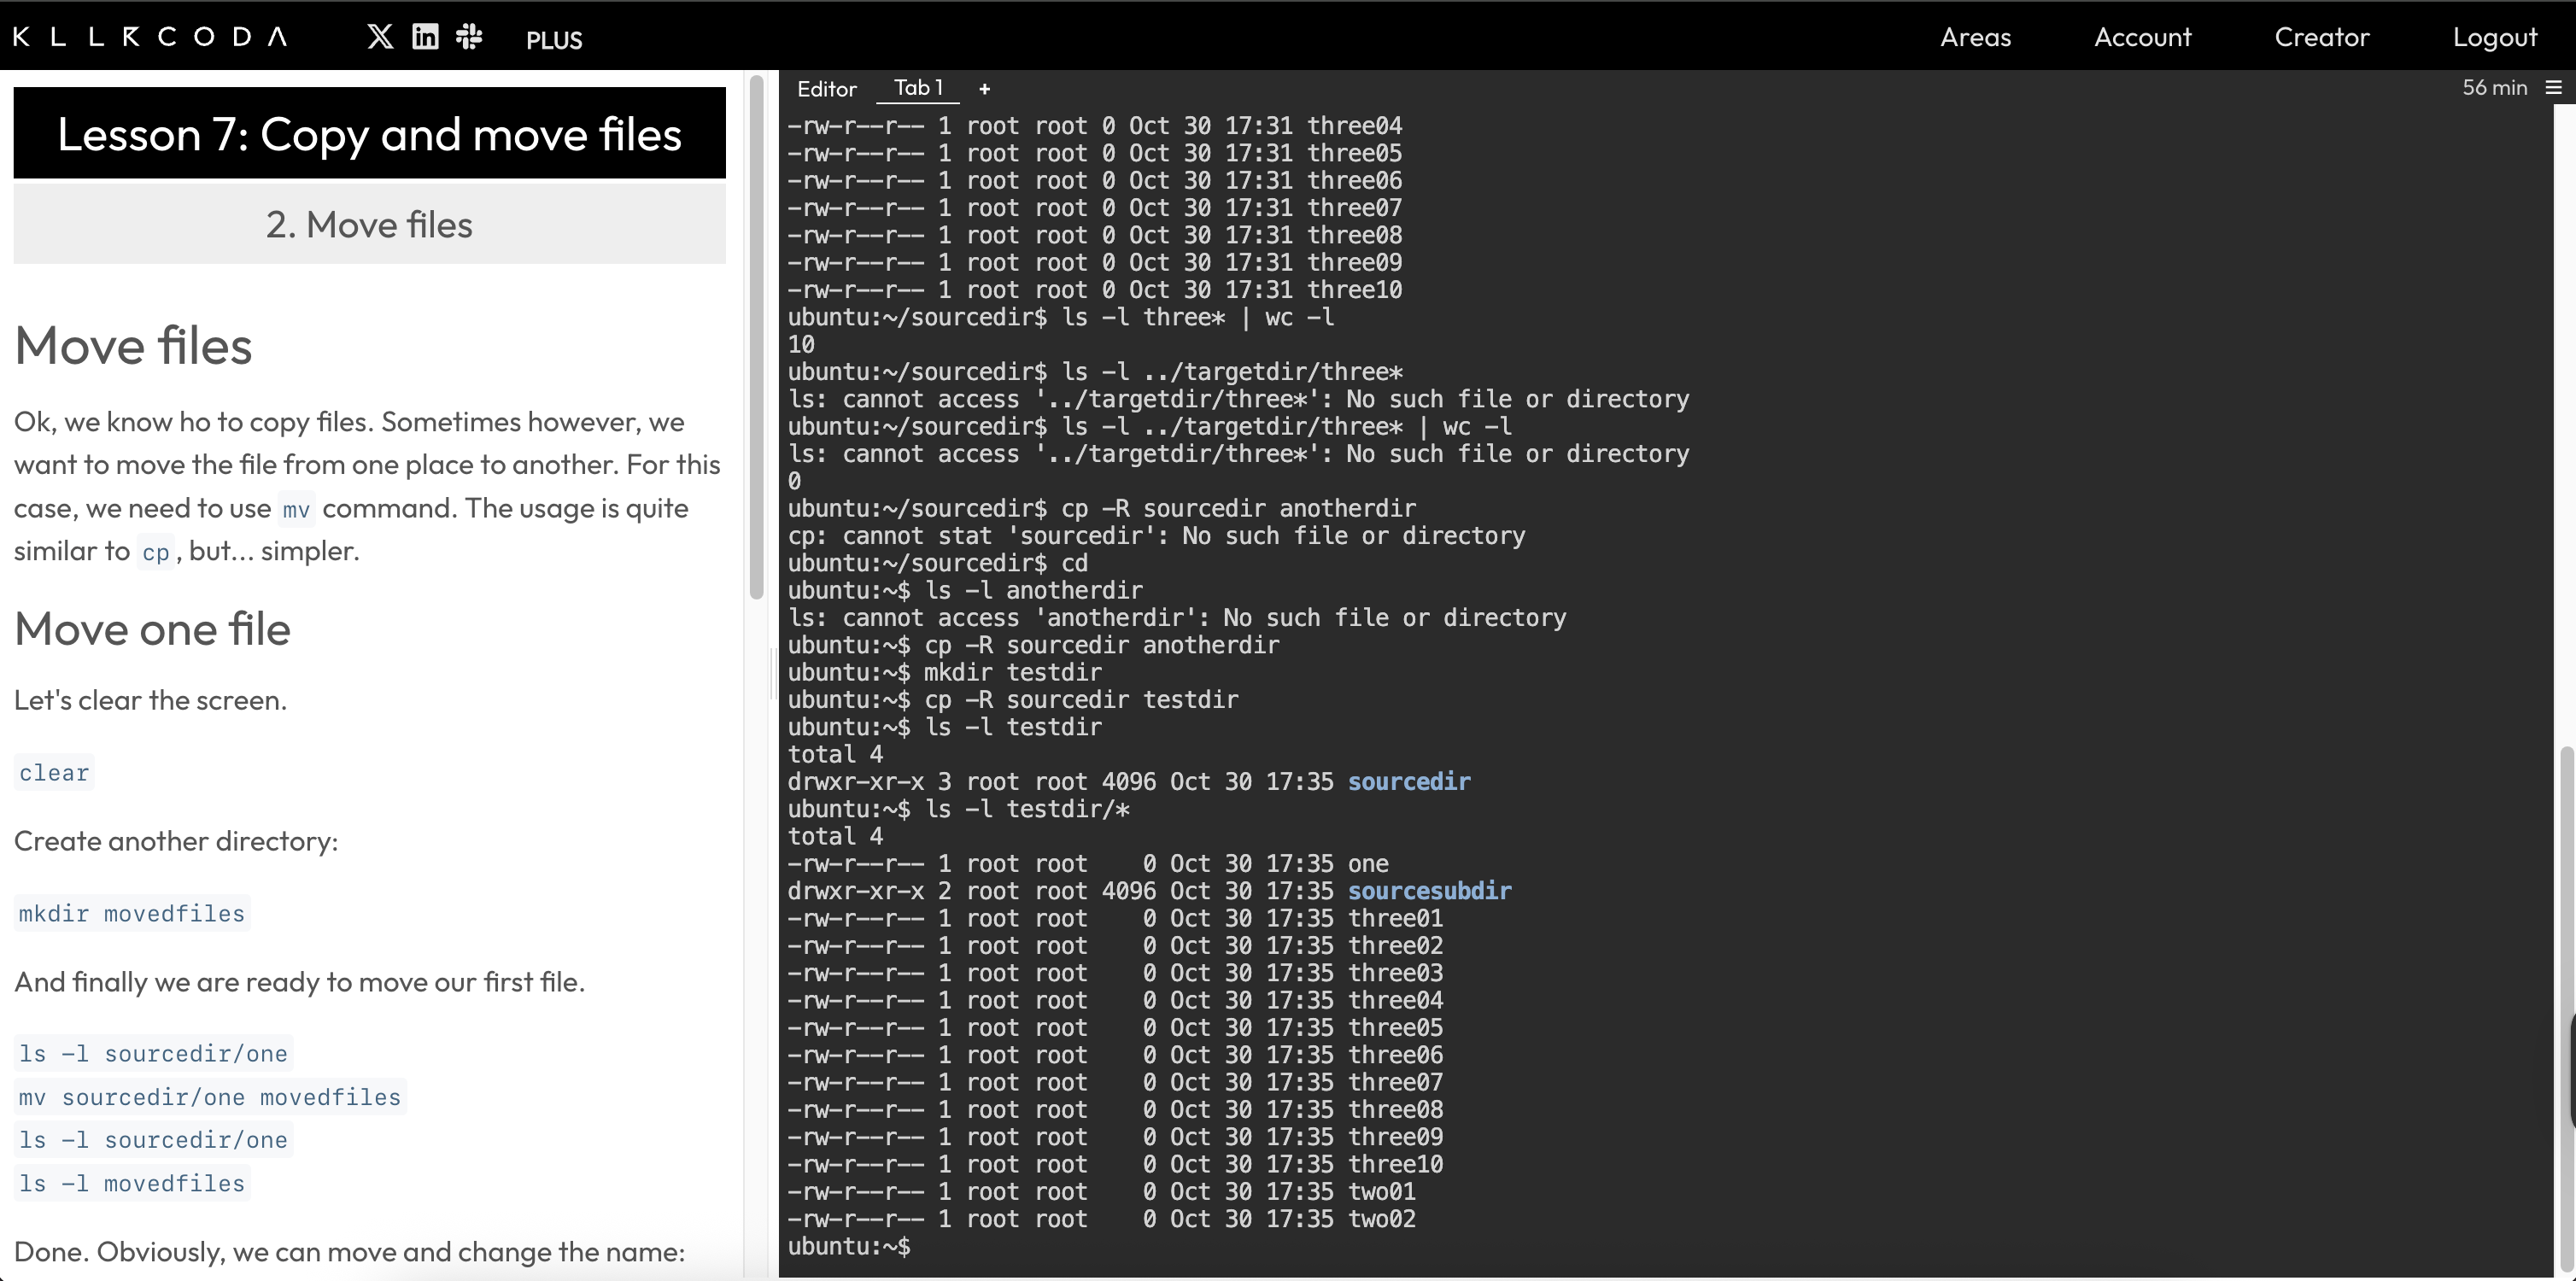 KLLRCODA
PLUS
Areas
Account
Creator
Logout
Lesson 7: Copy and move files
2. Move files
Move files
Ok, we know ho to copy files. Sometimes however, we
want to move the file from one place to another. For this
case, we need to use mv command. The usage is quite
similar to cp, but... simpler.
Move one file
Let's clear the screen.
clear
Create another directory:
mkdir movedfiles
And finally we are ready to move our first file.
ls -l sourcedir/one
mv sourcedir/one movedfiles
ls -l sourcedir/one
ls -l movedfiles
Done. Obviously, we can move and change the name:
Editor
Tab 1
+
56 min
-rw-r--r-- 1 root root 0 Oct 30 17:31 three04
-rw-r--r-- 1 root root 0 Oct 30 17:31 three05
-rw-r--r-- 1 root root 0 Oct 30 17:31 three06
-rw-r--r-- 1 root root 0 Oct 30 17:31 three07
-rw-r--r-- 1 root root 0 Oct 30 17:31 three08
-rw-r--r-- 1 root root 0 Oct 30 17:31 three09
-rw-r--r-- 1 root root 0 Oct 30 17:31 three10
ubuntu:~/sourcedir$ ls -l three* | wc -l
10
ubuntu:~/sourcedir$ ls -l ../targetdir/three*
ls: cannot access '../targetdir/three*': No such file or directory
ubuntu:~/sourcedir$ ls -l ../targetdir/three* | wc -l
ls: cannot access '../targetdir/three*': No such file or directory
0
ubuntu:~/sourcedir$ cp -R sourcedir anotherdir
cp: cannot stat 'sourcedir': No such file or directory
ubuntu:~/sourcedir$ cd
ubuntu:~$ ls -l anotherdir
ls: cannot access 'anotherdir': No such file or directory
ubuntu:~$ cp -R sourcedir anotherdir
ubuntu:~$ mkdir testdir
ubuntu:~$ cp -R sourcedir testdir
ubuntu:~$ ls -l testdir
total 4
drwxr-xr-x 3 root root 4096 Oct 30 17:35 sourcedir
ubuntu:~$ ls -l testdir/*
total 4
-rw-r--r-- 1 root root    0 Oct 30 17:35 one
drwxr-xr-x 2 root root 4096 Oct 30 17:35 sourcesubdir
-rw-r--r-- 1 root root    0 Oct 30 17:35 three01
-rw-r--r-- 1 root root    0 Oct 30 17:35 three02
-rw-r--r-- 1 root root    0 Oct 30 17:35 three03
-rw-r--r-- 1 root root    0 Oct 30 17:35 three04
-rw-r--r-- 1 root root    0 Oct 30 17:35 three05
-rw-r--r-- 1 root root    0 Oct 30 17:35 three06
-rw-r--r-- 1 root root    0 Oct 30 17:35 three07
-rw-r--r-- 1 root root    0 Oct 30 17:35 three08
-rw-r--r-- 1 root root    0 Oct 30 17:35 three09
-rw-r--r-- 1 root root    0 Oct 30 17:35 three10
-rw-r--r-- 1 root root    0 Oct 30 17:35 two01
-rw-r--r-- 1 root root    0 Oct 30 17:35 two02
ubuntu:~$